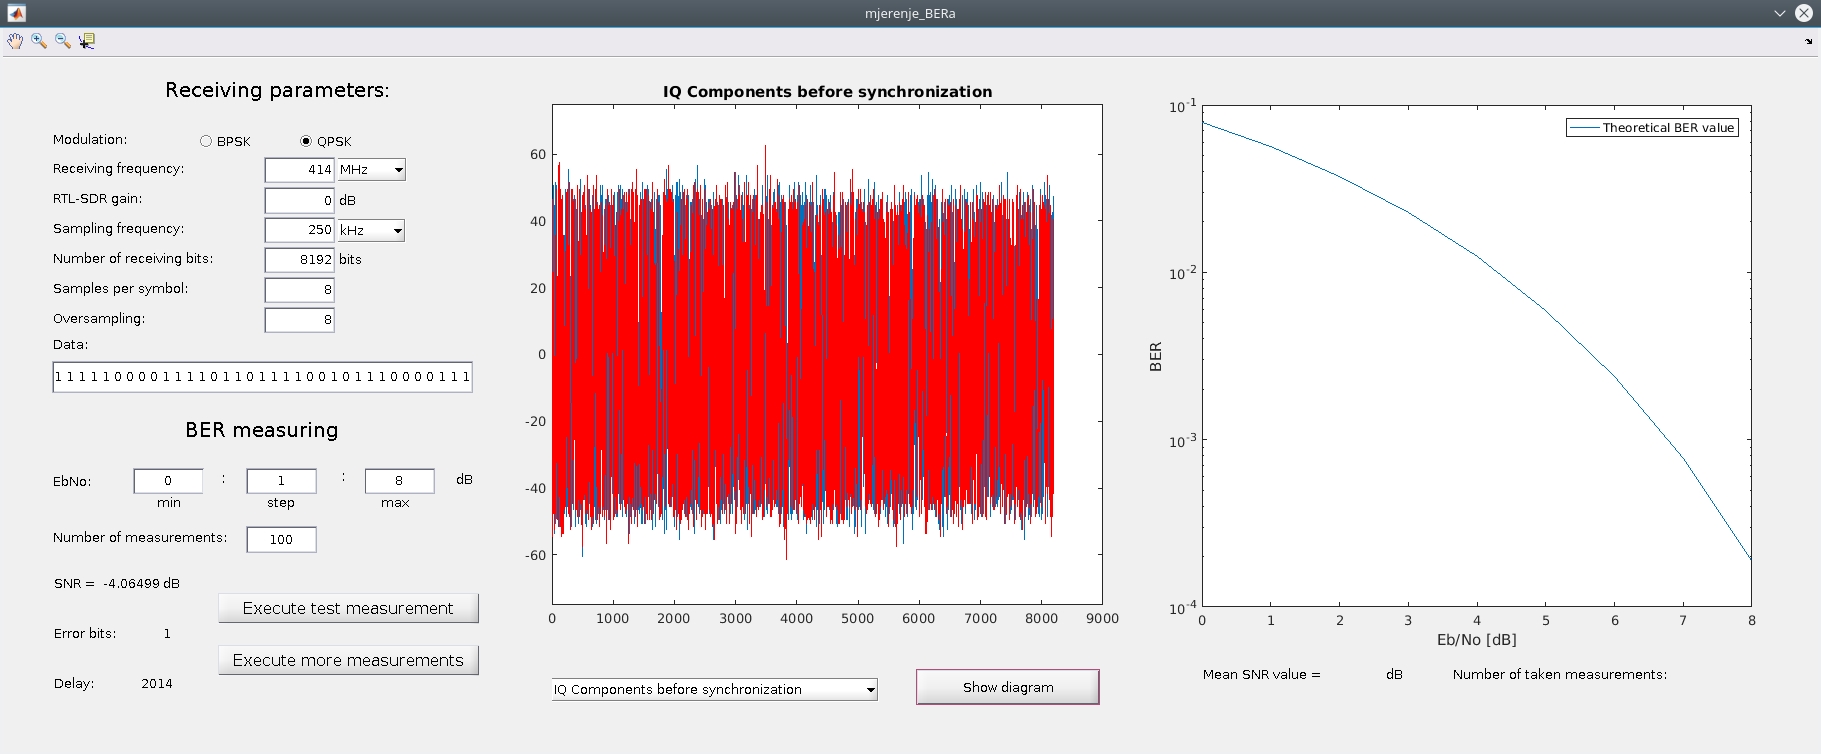 mjerenje_BERa
Receiving parameters:
Modulation: BPSK QPSK
Receiving frequency: 414 MHz
RTL-SDR gain: 0 dB
Sampling frequency: 250 kHz
Number of receiving bits: 8192 bits
Samples per symbol: 8
Oversampling: 8
Data:
1 1 1 1 1 0 0 0 0 1 1 1 1 0 1 1 0 1 1 1 1 0 0 1 0 1 1 1 0 0 0 0 1 1 1
BER measuring
EbNo: 0 : 1 : 8 dB
min step max
Number of measurements: 100
SNR = -4.06499 dB
Execute test measurement
Error bits: 1
Execute more measurements
Delay: 2014
IQ Components before synchronization
60
40
20
0
-20
-40
-60
0 1000 2000 3000 4000 5000 6000 7000 8000 9000
IQ Components before synchronization
Show diagram
Theoretical BER value
10-1
10-2
10-3
10-4
BER
0 1 2 3 4 5 6 7 8
Eb/No [dB]
Mean SNR value = dB Number of taken measurements: